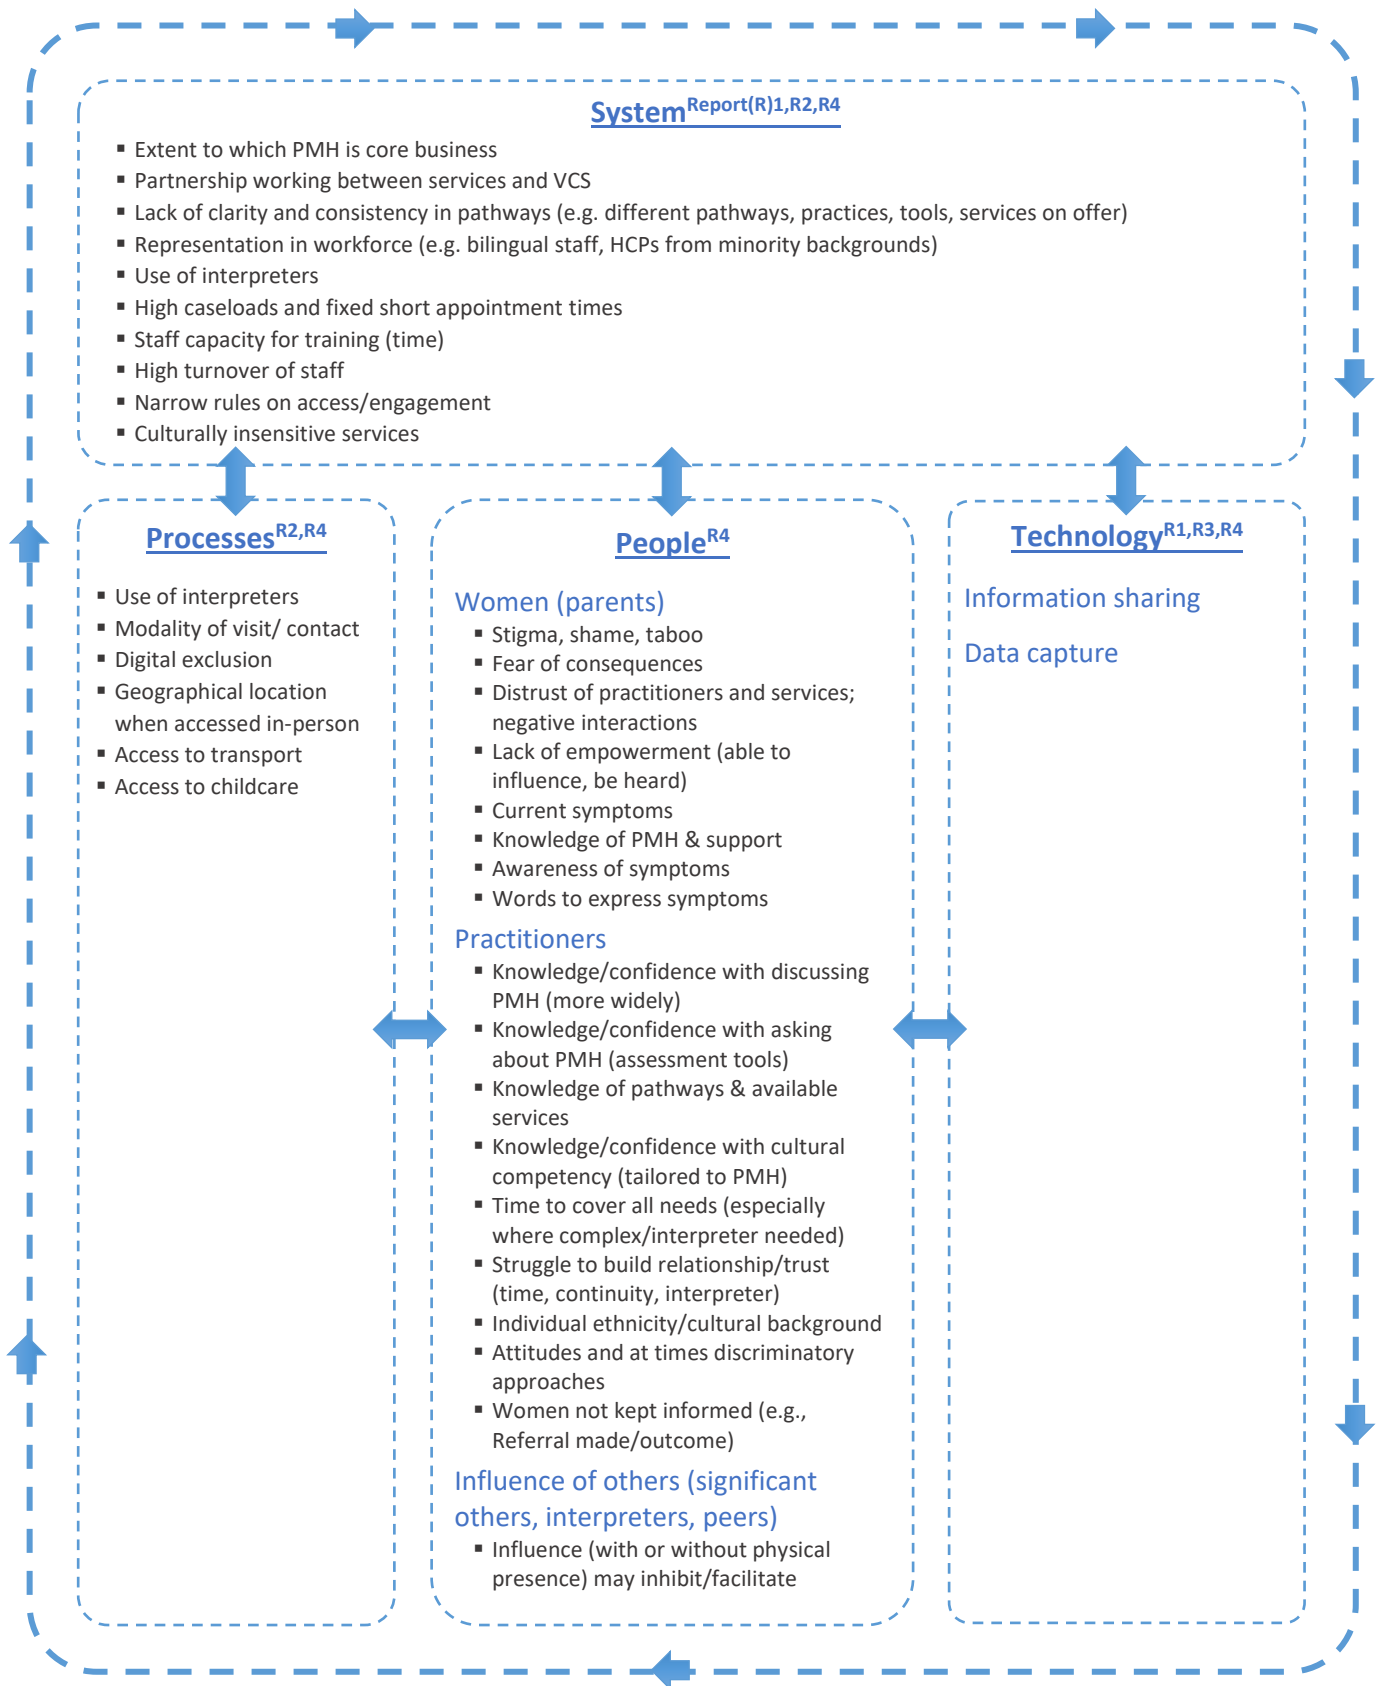 System Report(R)1,R2,R4
▪ Extent to which PMH is core business
▪ Partnership working between services and VCS
▪ Lack of clarity and consistency in pathways (e.g. different pathways, practices, tools, services on offer)
▪ Representation in workforce (e.g. bilingual staff, HCPs from minority backgrounds)
▪ Use of interpreters
▪ High caseloads and fixed short appointment times
▪ Staff capacity for training (time)
▪ High turnover of staff
▪ Narrow rules on access/engagement
▪ Culturally insensitive services
Processes R2,R4
▪ Use of interpreters
▪ Modality of visit/ contact
▪ Digital exclusion
▪ Geographical location
when accessed in-person
▪ Access to transport
▪ Access to childcare
People R4
Women (parents)
▪ Stigma, shame, taboo
▪ Fear of consequences
▪ Distrust of practitioners and services;
negative interactions
▪ Lack of empowerment (able to
influence, be heard)
▪ Current symptoms
▪ Knowledge of PMH & support
▪ Awareness of symptoms
▪ Words to express symptoms
Practitioners
▪ Knowledge/confidence with discussing
PMH (more widely)
▪ Knowledge/confidence with asking
about PMH (assessment tools)
▪ Knowledge of pathways & available
services
▪ Knowledge/confidence with cultural
competency (tailored to PMH)
▪ Time to cover all needs (especially
where complex/interpreter needed)
▪ Struggle to build relationship/trust
(time, continuity, interpreter)
▪ Individual ethnicity/cultural background
▪ Attitudes and at times discriminatory
approaches
▪ Women not kept informed (e.g.,
Referral made/outcome)
Influence of others (significant
others, interpreters, peers)
▪ Influence (with or without physical
presence) may inhibit/facilitate
Technology R1,R3,R4
Information sharing
Data capture